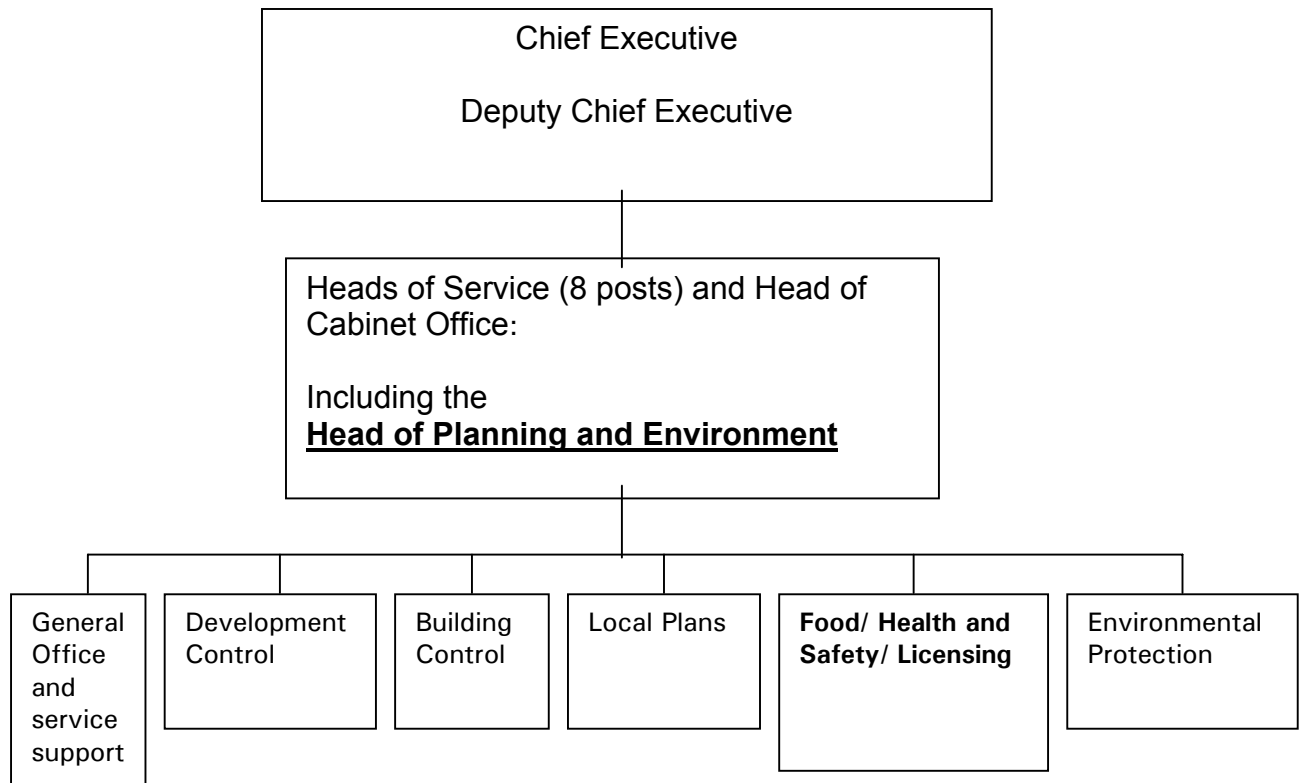 Chief Executive
Deputy Chief Executive
Heads of Service (8 posts) and Head of
Cabinet Office:
Including the
Head of Planning and Environment
General
Office
and
service
support
Development
Control
Building
Control
Local Plans
Food/ Health and
Safety/ Licensing
Environmental
Protection